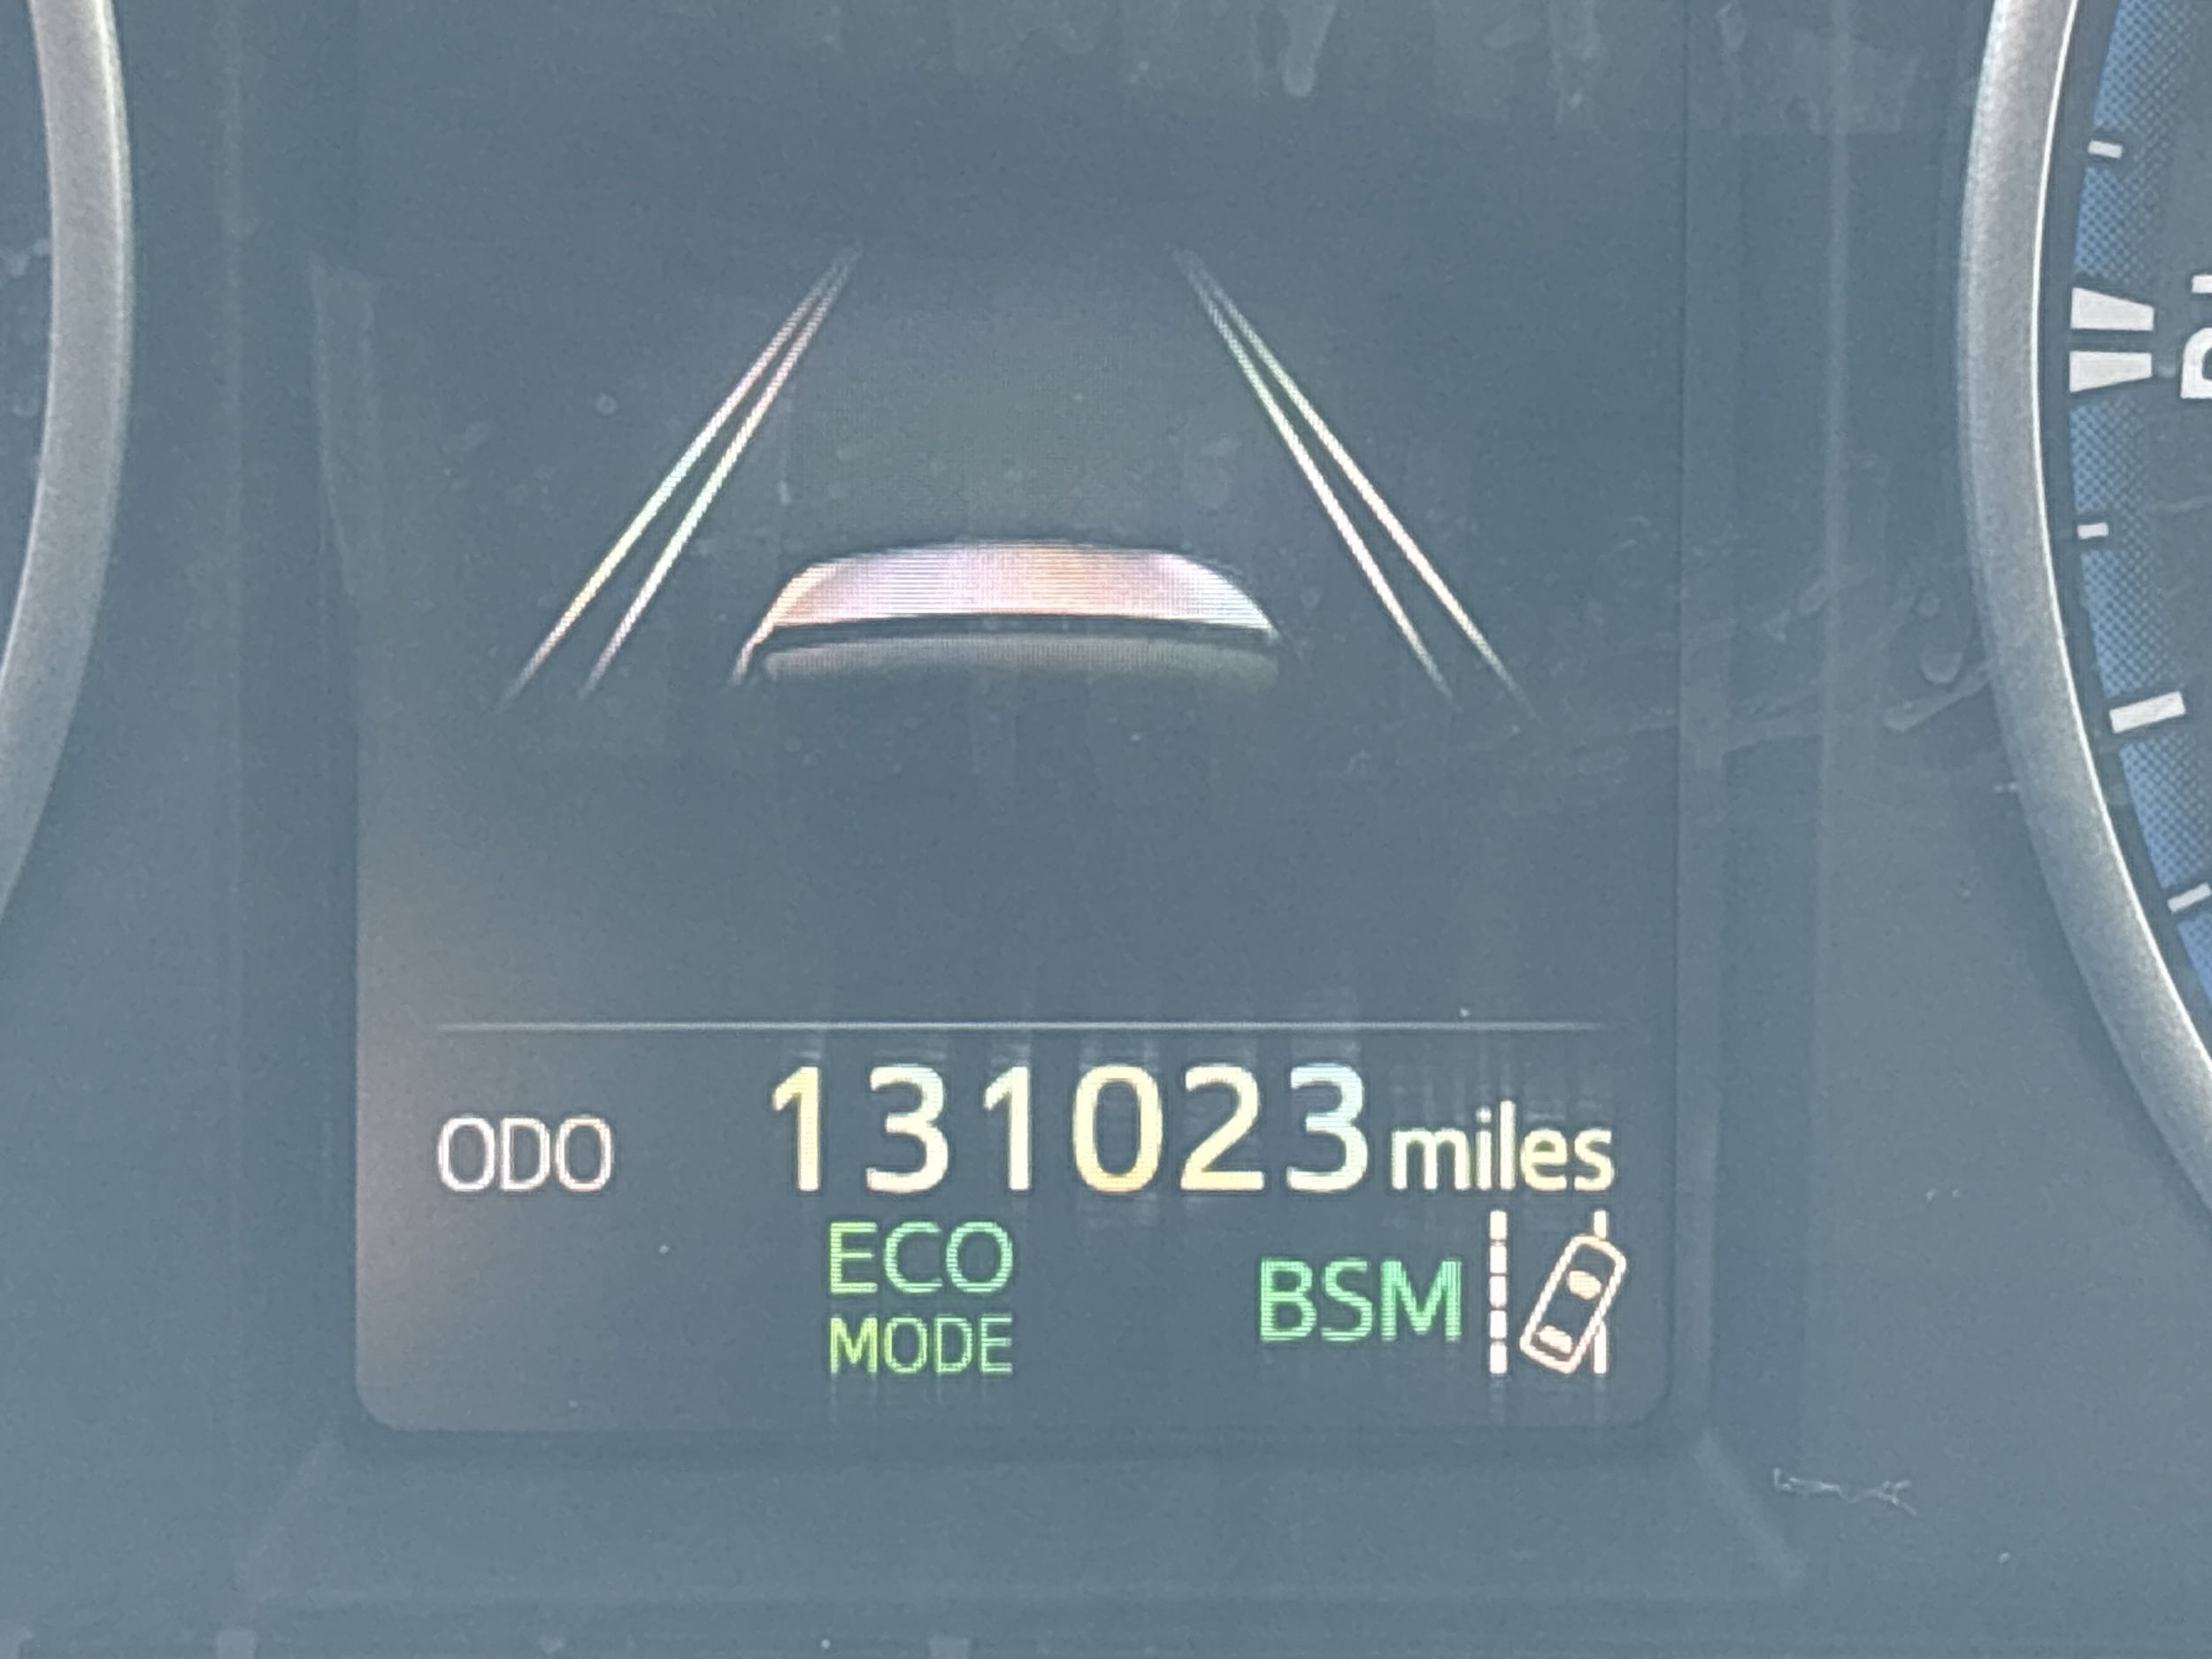 ODO 131023 miles
ECO
MODE
BSM